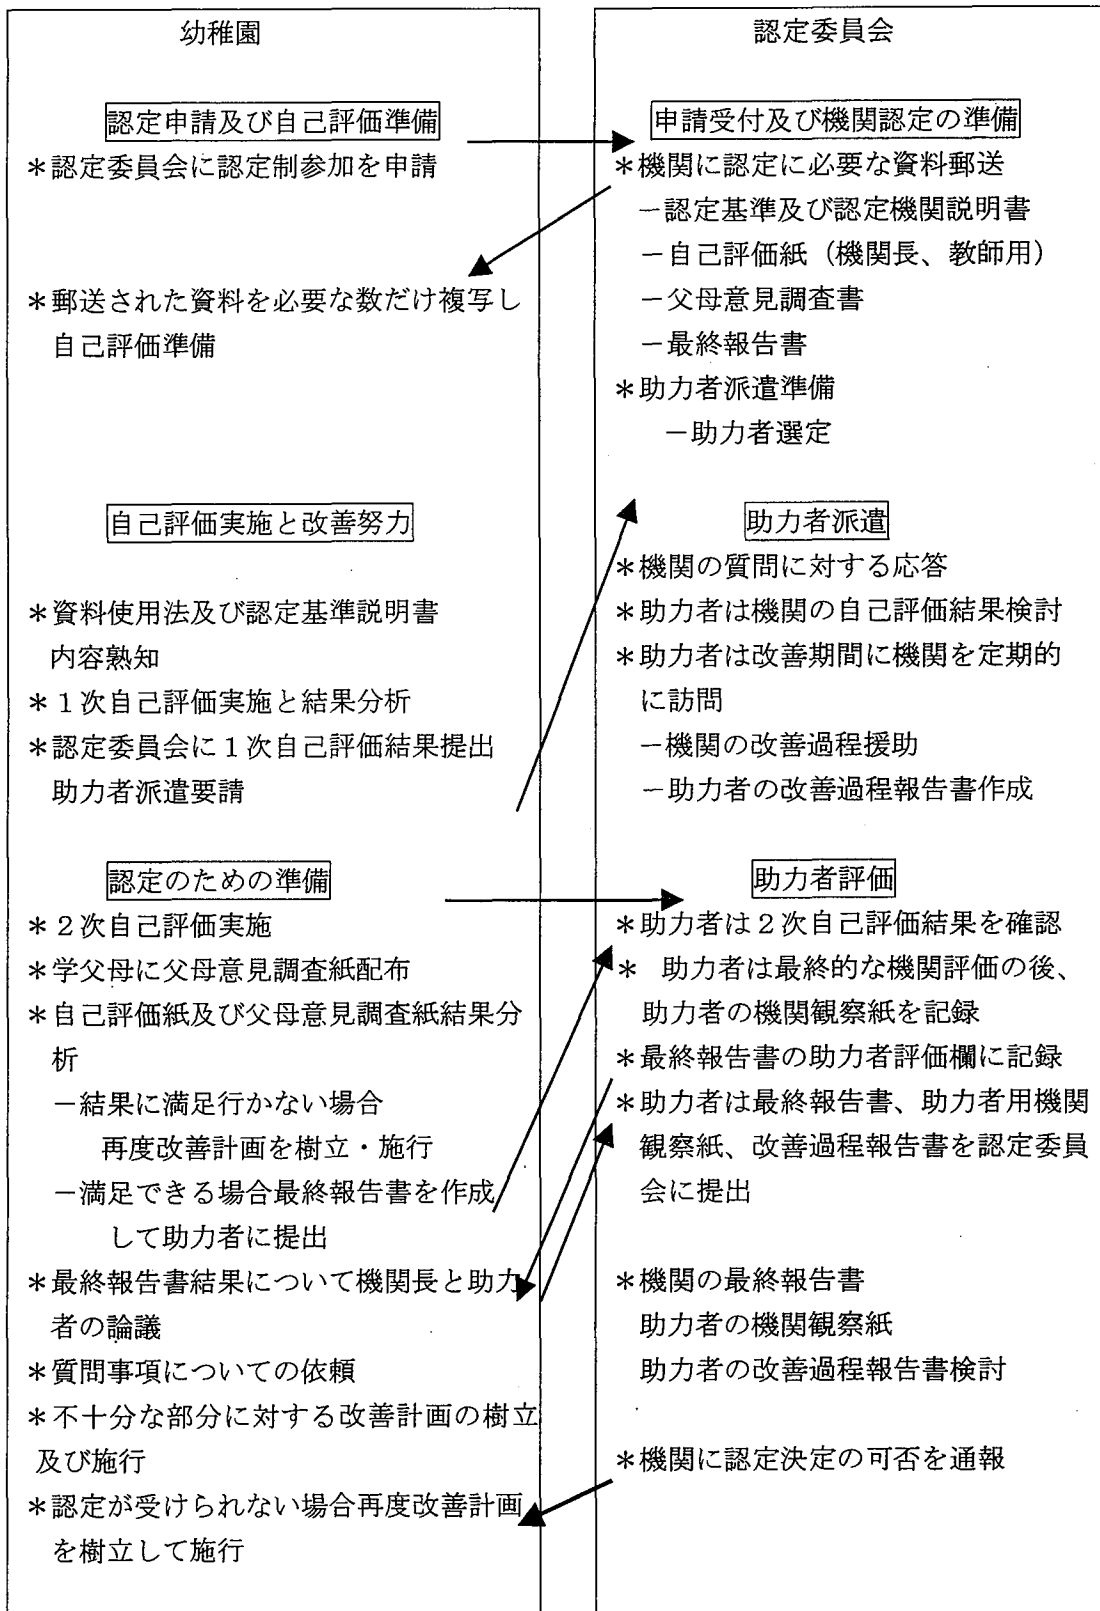 幼稚園
認定申請及び自己評価準備
＊認定委員会に認定制参加を申請
＊郵送された資料を必要な数だけ複写し
自己評価準備
自己評価実施と改善努力
＊資料使用法及び認定基準説明書
内容熟知
＊１次自己評価実施と結果分析
＊認定委員会に１次自己評価結果提出
助力者派遣要請
認定のための準備
＊２次自己評価実施
＊学父母に父母意見調査紙配布
＊自己評価紙及び父母意見調査紙結果分
析
－結果に満足行かない場合
再度改善計画を樹立・施行
－満足できる場合最終報告書を作成
して助力者に提出
＊最終報告書結果について機関長と助力
者の論議
＊質問事項についての依頼
＊不十分な部分に対する改善計画の樹立
及び施行
＊認定が受けられない場合再度改善計画
を樹立して施行
認定委員会
申請受付及び機関認定の準備
＊機関に認定に必要な資料郵送
－認定基準及び認定機関説明書
－自己評価紙（機関長、教師用）
－父母意見調査書
－最終報告書
＊助力者派遣準備
－助力者選定
助力者派遣
＊機関の質問に対する応答
＊助力者は機関の自己評価結果検討
＊助力者は改善期間に機関を定期的
に訪問
－機関の改善過程援助
－助力者の改善過程報告書作成
助力者評価
＊助力者は２次自己評価結果を確認
＊　助力者は最終的な機関評価の後、
助力者の機関観察紙を記録
＊最終報告書の助力者評価欄に記録
＊助力者は最終報告書、助力者用機関
観察紙、改善過程報告書を認定委員
会に提出
＊機関の最終報告書
助力者の機関観察紙
助力者の改善過程報告書検討
＊機関に認定決定の可否を通報